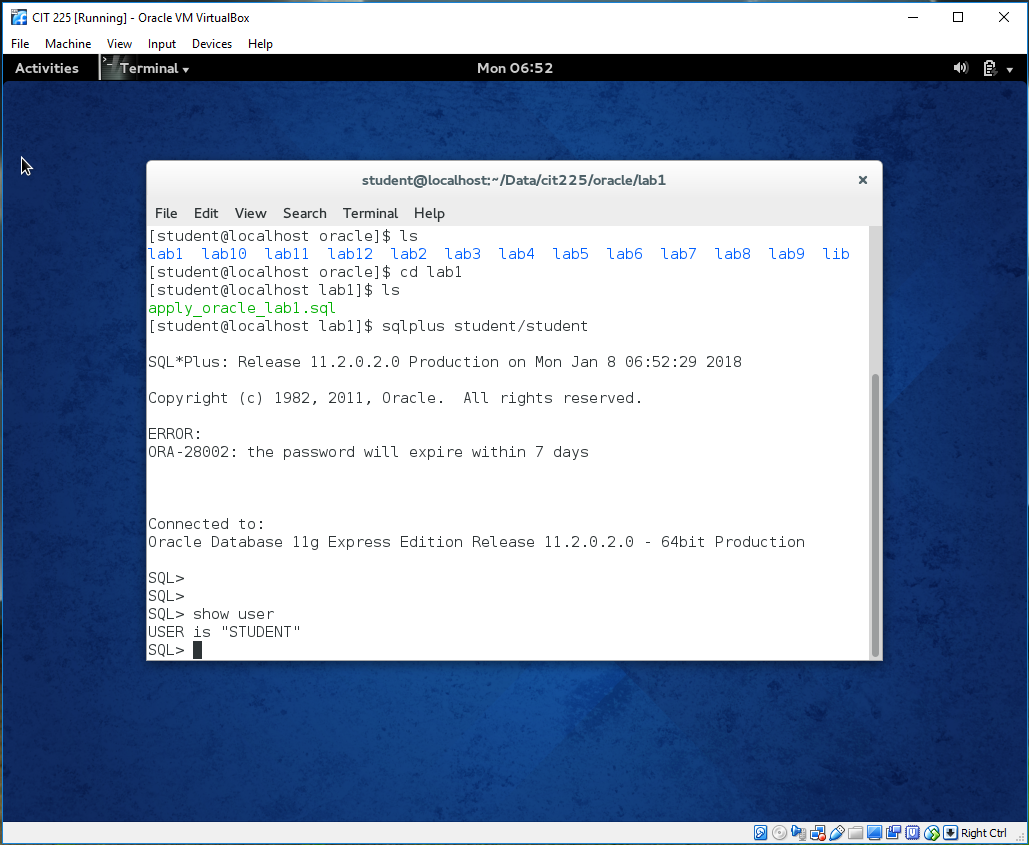 CIT 225 [Running] - Oracle VM VirtualBox
File Machine View Input Devices Help
Activities Terminal Mon 06:52
student@localhost:~/Data/cit225/oracle/lab1
File Edit View Search Terminal Help
[student@localhost oracle]$ ls
lab1 lab10 lab11 lab12 lab2 lab3 lab4 lab5 lab6 lab7 lab8 lab9 lib
[student@localhost oracle]$ cd lab1
[student@localhost lab1]$ ls
apply_oracle_lab1.sql
[student@localhost lab1]$ sqlplus student/student
SQL*Plus: Release 11.2.0.2.0 Production on Mon Jan 8 06:52:29 2018
Copyright (c) 1982, 2011, Oracle.  All rights reserved.
ERROR:
ORA-28002: the password will expire within 7 days
Connected to:
Oracle Database 11g Express Edition Release 11.2.0.2.0 - 64bit Production
SQL>
SQL>
SQL> show user
USER is "STUDENT"
SQL>
Right Ctrl